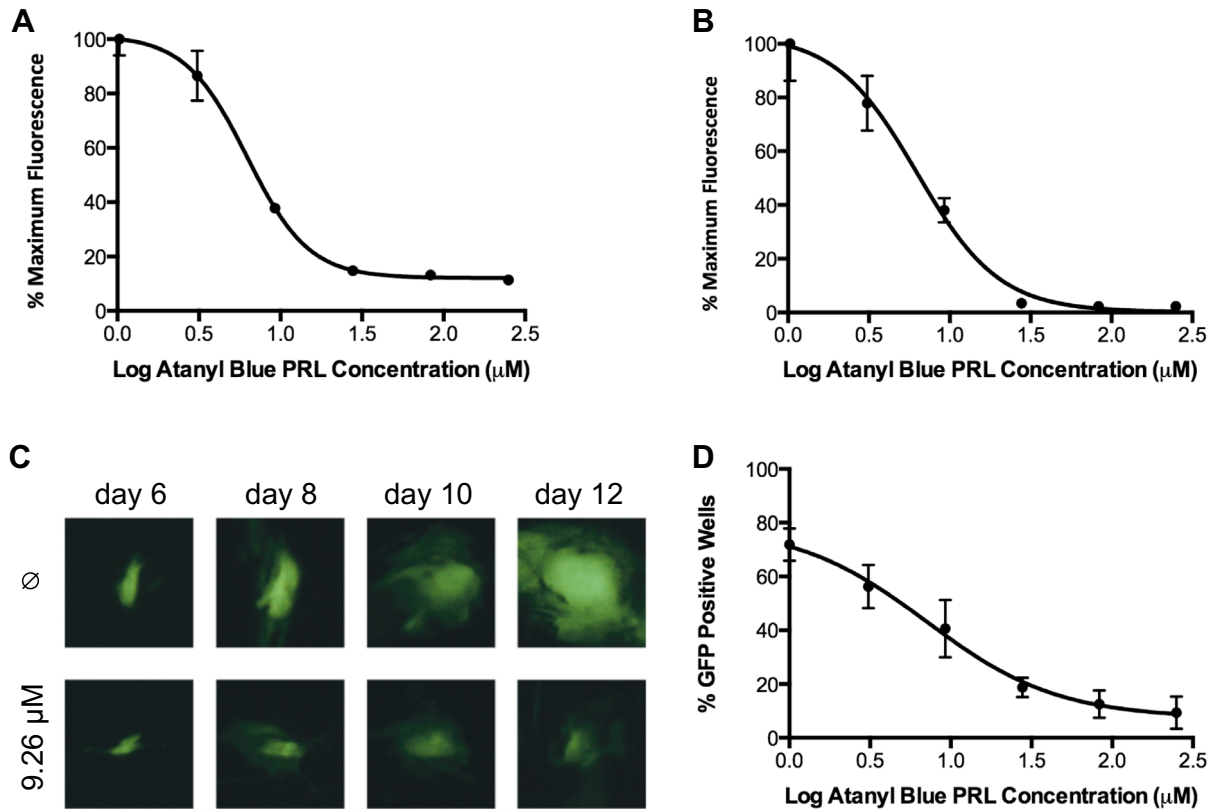 A
% Maximum Fluorescence
100
80
60
40
20
0
0.0 0.5 1.0 1.5 2.0 2.5
Log Atanyl Blue PRL Concentration (μM)
B
% Maximum Fluorescence
100
80
60
40
20
0
0.0 0.5 1.0 1.5 2.0 2.5
Log Atanyl Blue PRL Concentration (μM)
C
day 6 day 8 day 10 day 12
∅
9.26 μM
D
% GFP Positive Wells
100
80
60
40
20
0
0.0 0.5 1.0 1.5 2.0 2.5
Log Atanyl Blue PRL Concentration (μM)